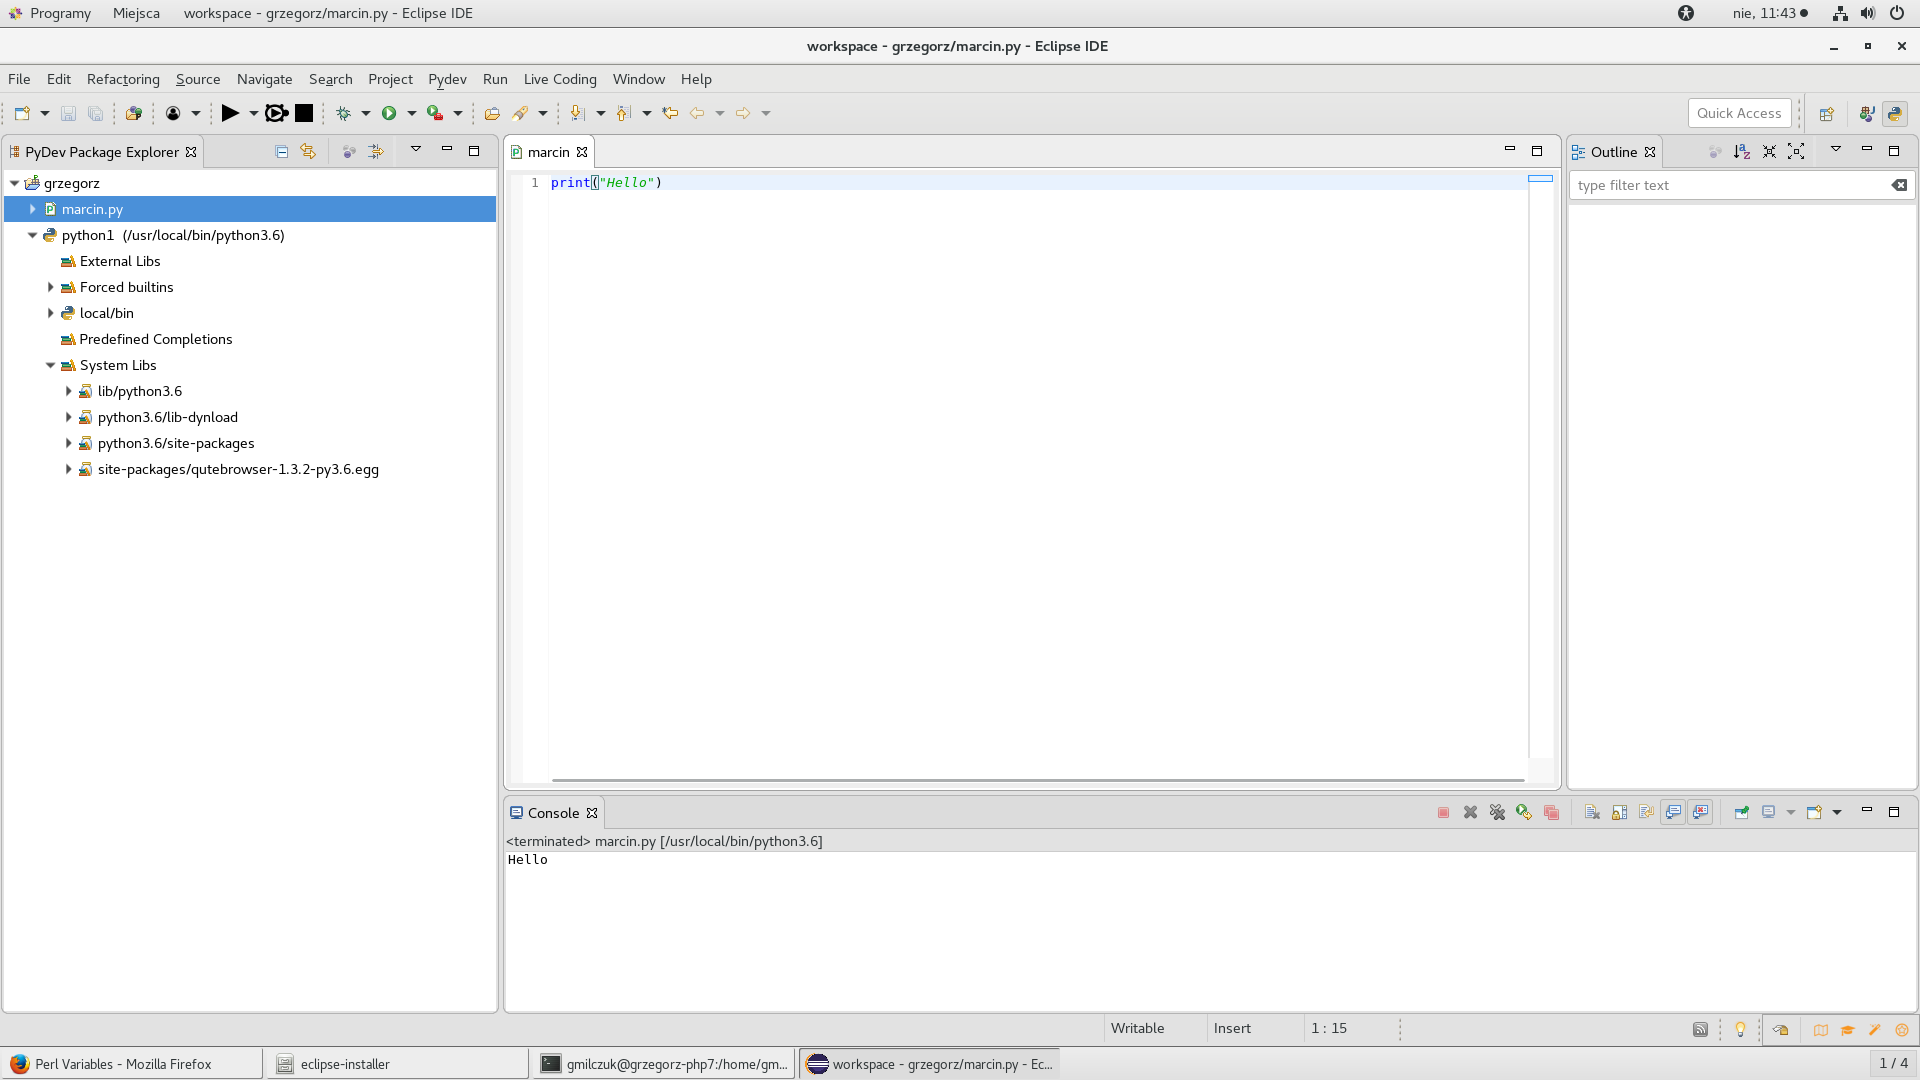 Programy Miejsca workspace - grzegorz/marcin.py - Eclipse IDE nie, 11:43
workspace - grzegorz/marcin.py - Eclipse IDE
File Edit Refactoring Source Navigate Search Project Pydev Run Live Coding Window Help
Quick Access
PyDev Package Explorer
marcin
Outline
grzegorz
marcin.py
python1 (/usr/local/bin/python3.6)
External Libs
Forced builtins
local/bin
Predefined Completions
System Libs
lib/python3.6
python3.6/lib-dynload
python3.6/site-packages
site-packages/qutebrowser-1.3.2-py3.6.egg
1 print("Hello")
type filter text
Console
<terminated> marcin.py [/usr/local/bin/python3.6]
Hello
Writable Insert 1 : 15
Perl Variables - Mozilla Firefox eclipse-installer gmilczuk@grzegorz-php7:/home/gm... workspace - grzegorz/marcin.py - Ec... 1 / 4